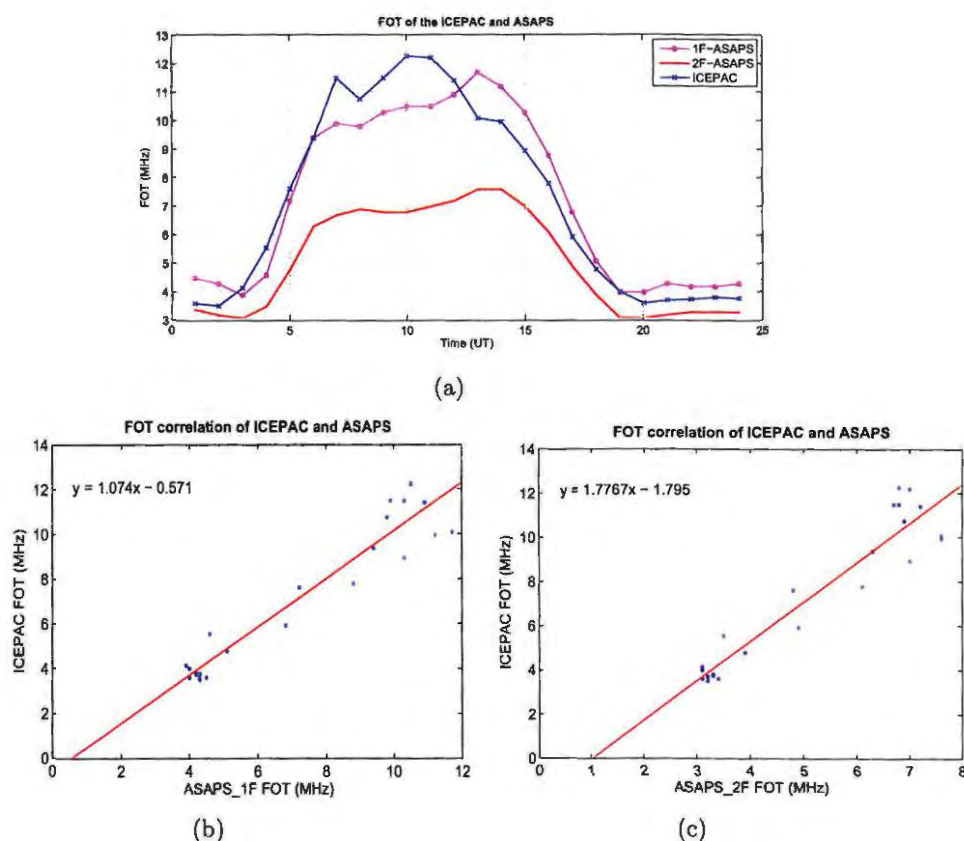 FOT of the ICEPAC and ASAPS
1F-ASAPS
2F-ASAPS
ICEPAC
FOT (MHz)
13
12
11
10
9
8
7
6
5
4
3
0 5 10 15 20 25
Time (UT)
(a)
FOT correlation of ICEPAC and ASAPS
y = 1.074x − 0.571
ICEPAC FOT (MHz)
14
12
10
8
6
4
2
0
0 2 4 6 8 10 12
ASAPS_1F FOT (MHz)
(b)
FOT correlation of ICEPAC and ASAPS
y = 1.7767x − 1.795
ICEPAC FOT (MHz)
14
12
10
8
6
4
2
0
0 1 2 3 4 5 6 7 8
ASAPS_2F FOT (MHz)
(c)